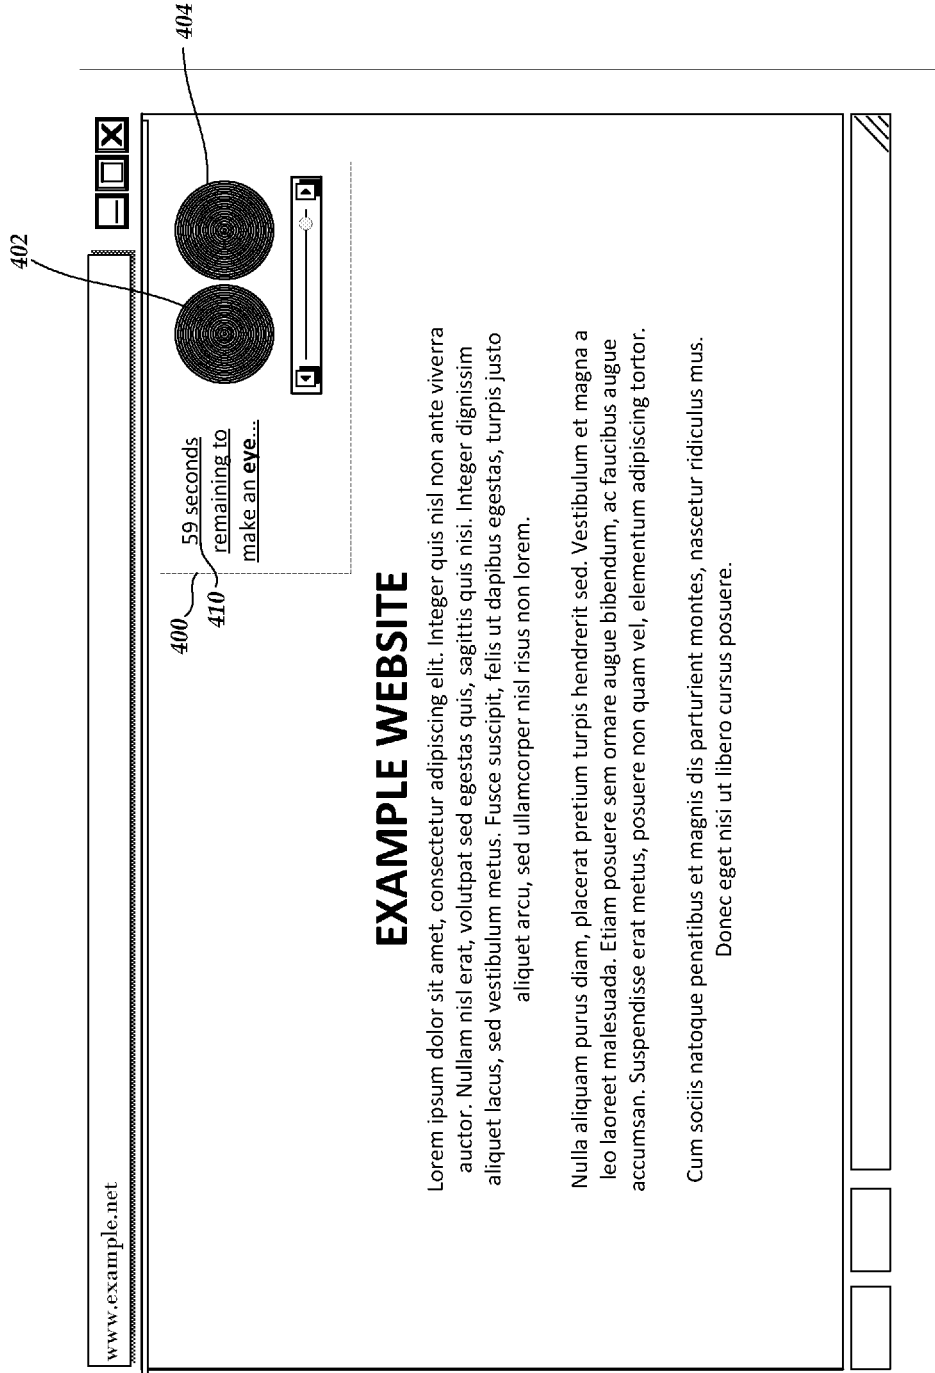 www.example.net
402
404
400
410
59 seconds
remaining to
make an eye...
EXAMPLE WEBSITE
Lorem ipsum dolor sit amet, consectetur adipiscing elit. Integer quis nisl non ante viverra
auctor. Nullam nisl erat, volutpat sed egestas quis, sagittis quis nisi. Integer dignissim
aliquet lacus, sed vestibulum metus. Fusce suscipit, felis ut dapibus egestas, turpis justo
aliquet arcu, sed ullamcorper nisl risus non lorem.
Nulla aliquam purus diam, placerat pretium turpis hendrerit sed. Vestibulum et magna a
leo laoreet malesuada. Etiam posuere sem ornare augue bibendum, ac faucibus augue
accumsan. Suspendisse erat metus, posuere non quam vel, elementum adipiscing tortor.
Cum sociis natoque penatibus et magnis dis parturient montes, nascetur ridiculus mus.
Donec eget nisi ut libero cursus posuere.